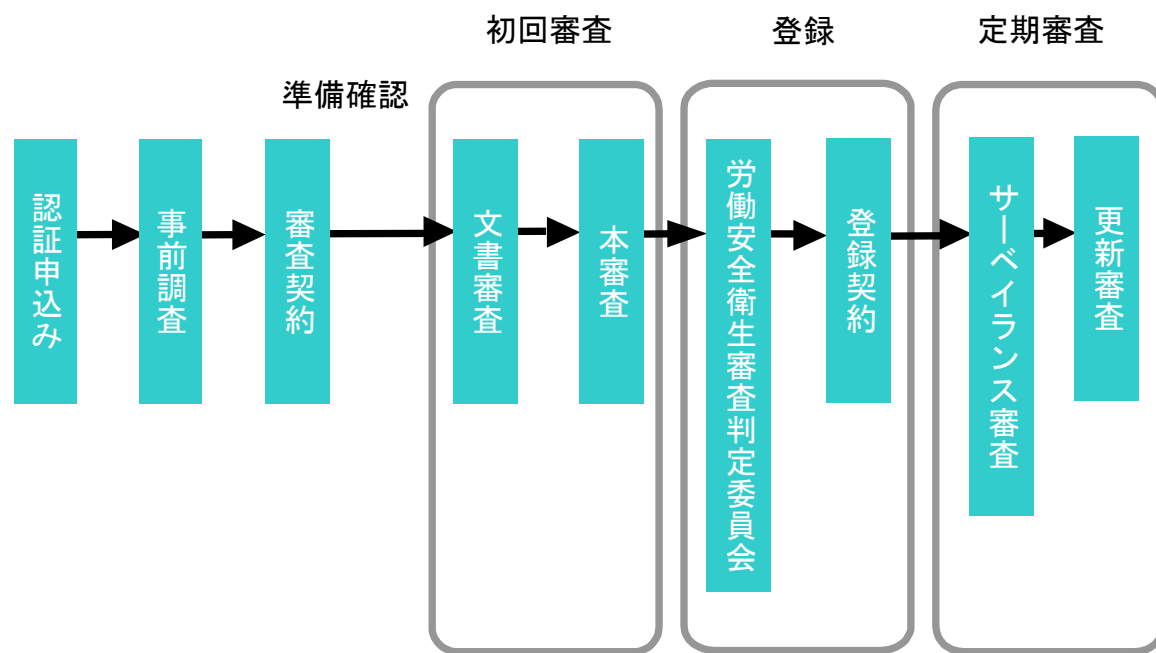 初回審査
登録
定期審査
準備確認
認証申込み
事前調査
審査契約
文書審査
本審査
労働安全衛生審査判定委員会
登録契約
サーベイランス審査
更新審査